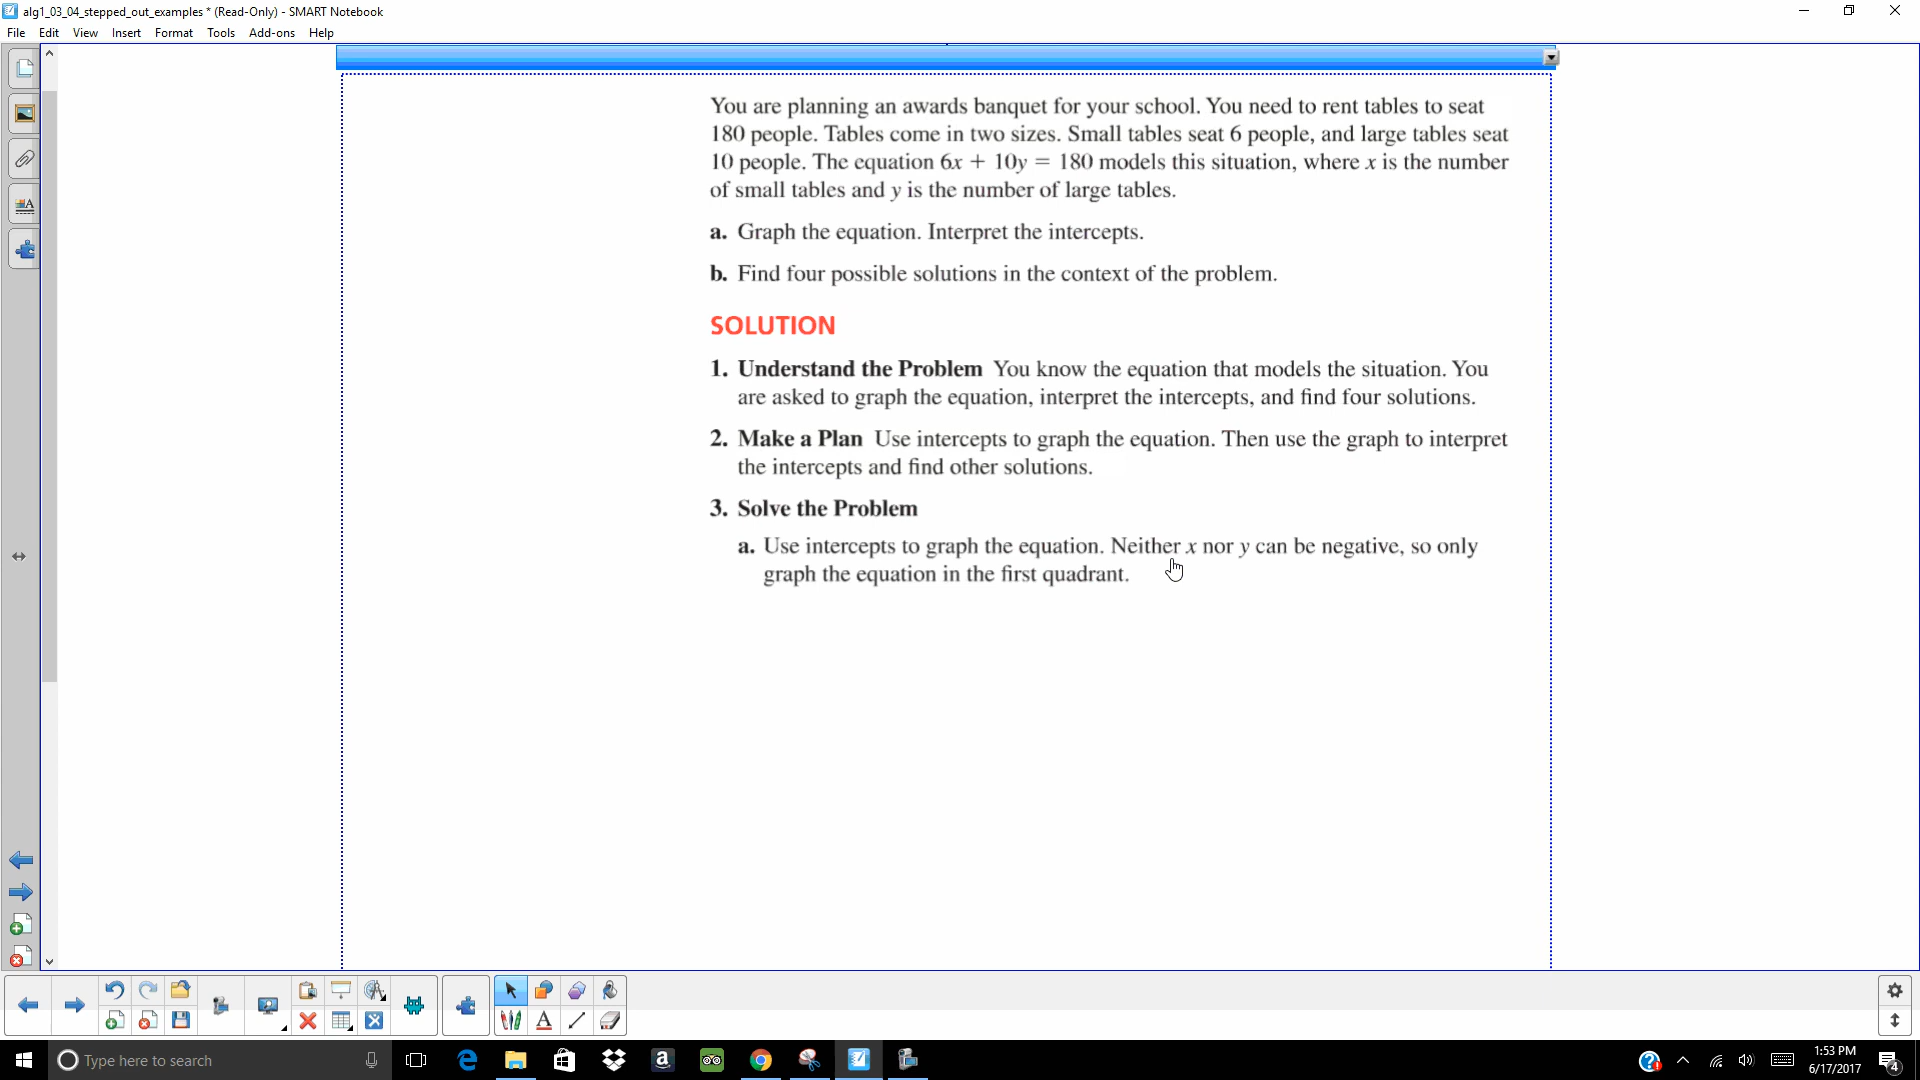 alg1_03_04_stepped_out_examples * (Read-Only) - SMART Notebook
File Edit View Insert Format Tools Add-ons Help
You are planning an awards banquet for your school. You need to rent tables to seat
180 people. Tables come in two sizes. Small tables seat 6 people, and large tables seat
10 people. The equation 6x + 10y = 180 models this situation, where x is the number
of small tables and y is the number of large tables.
a. Graph the equation. Interpret the intercepts.
b. Find four possible solutions in the context of the problem.
SOLUTION
1. Understand the Problem You know the equation that models the situation. You
are asked to graph the equation, interpret the intercepts, and find four solutions.
2. Make a Plan Use intercepts to graph the equation. Then use the graph to interpret
the intercepts and find other solutions.
3. Solve the Problem
a. Use intercepts to graph the equation. Neither x nor y can be negative, so only
graph the equation in the first quadrant.
Type here to search
1:53 PM
6/17/2017
4